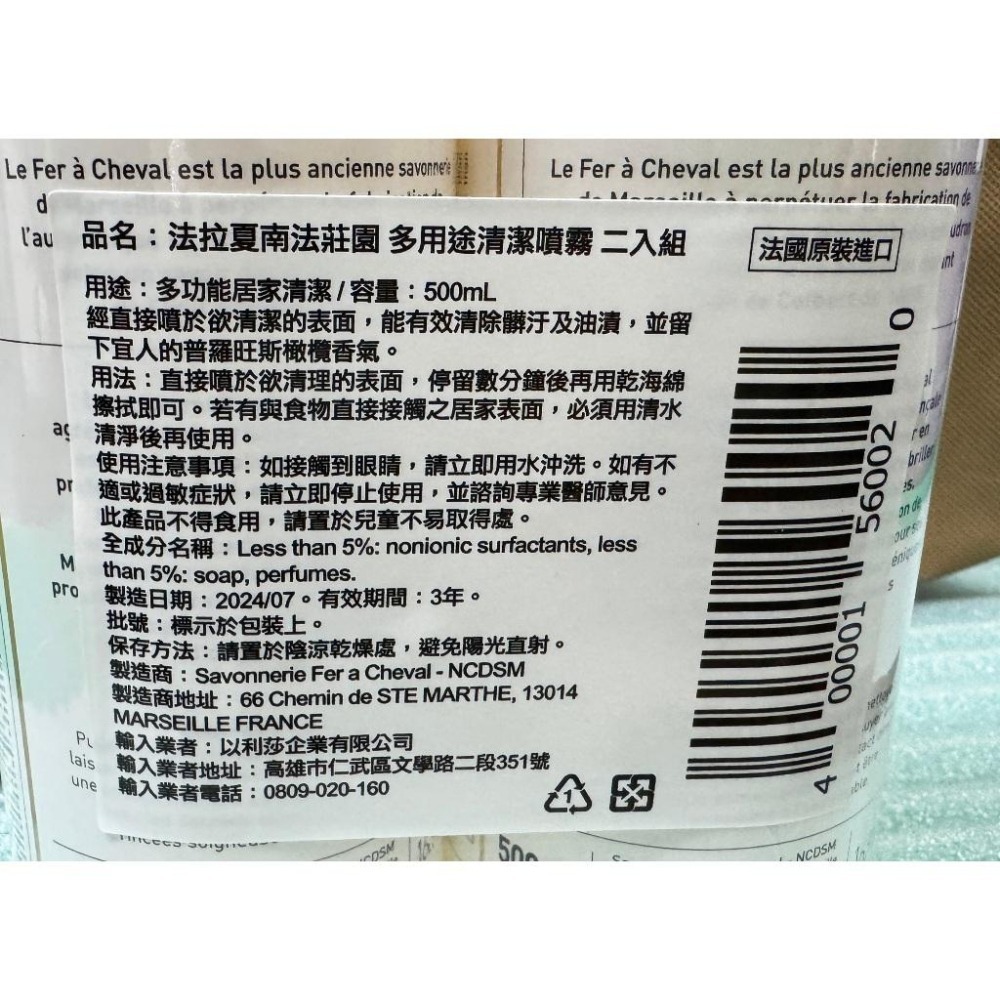 Le Fer à Cheval est la plus ancienne savonnerie
Le Fer à Cheval est la plus ancienne savonne
de Marseille à perpétuer la fabrication de
l'au
品名：法拉夏南法莊園 多用途清潔噴霧 二入組
法國原裝進口
用途：多功能居家清潔 / 容量：500mL
經直接噴於欲清潔的表面，能有效清除髒汙及油漬，並留
下宜人的普羅旺斯橄欖香氣。
用法：直接噴於欲清理的表面，停留數分鐘後再用乾海綿
擦拭即可。若有與食物直接接觸之居家表面，必須用清水
清淨後再使用。
使用注意事項：如接觸到眼睛，請立即用水沖洗。如有不
適或過敏症狀，請立即停止使用，並諮詢專業醫師意見。
此產品不得食用，請置於兒童不易取得處。
全成分名稱：Less than 5%: nonionic surfactants, less
than 5%: soap, perfumes.
製造日期：2024/07。有效期間：3年。
批號：標示於包裝上。
保存方法：請置於陰涼乾燥處，避免陽光直射。
製造商：Savonnerie Fer a Cheval - NCDSM
製造商地址：66 Chemin de STE MARTHE, 13014
MARSEILLE FRANCE
輸入業者：以利莎企業有限公司
輸入業者地址：高雄市仁武區文學路二段351號
輸入業者電話：0809-020-160
1
4 00001 56002 0
lais
une
NCDSM
NCDSM